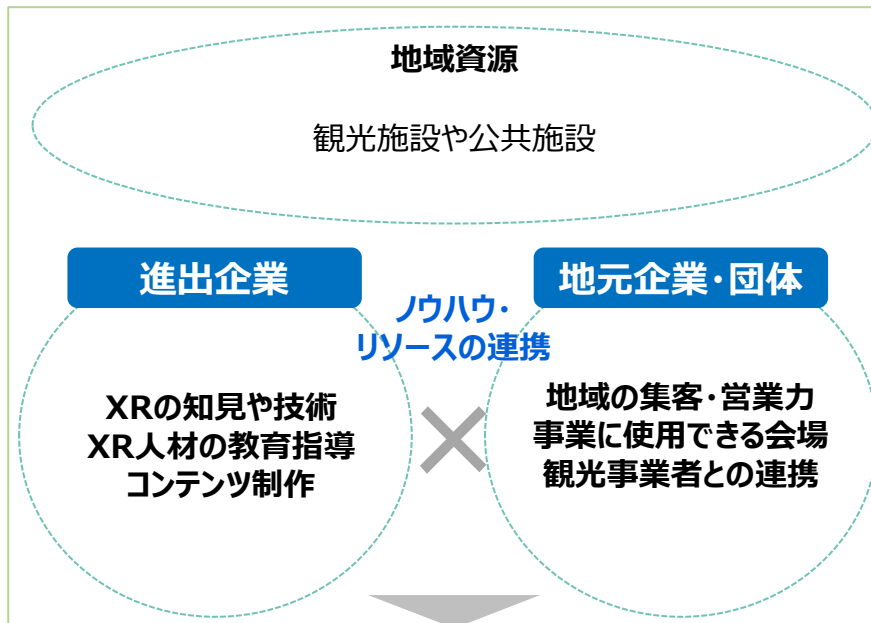 地域資源
観光施設や公共施設
進出企業
地元企業・団体
ノウハウ・
リソースの連携
XRの知見や技術
XR人材の教育指導
コンテンツ制作
地域の集客・営業力
事業に使用できる会場
観光事業者との連携